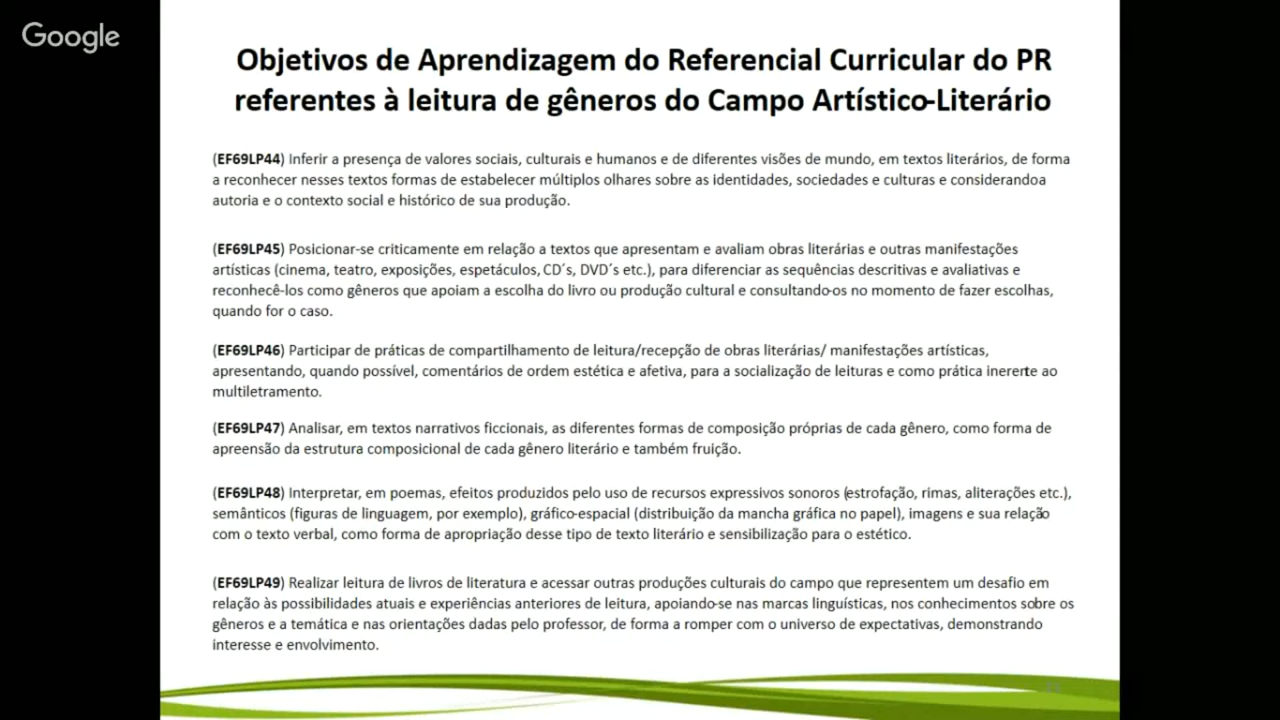 Google
Objetivos de Aprendizagem do Referencial Curricular do PR
referentes à leitura de gêneros do Campo Artístico-Literário
(EF69LP44) Inferir a presença de valores sociais, culturais e humanos e de diferentes visões de mundo, em textos literários, de forma
a reconhecer nesses textos formas de estabelecer múltiplos olhares sobre as identidades, sociedades e culturas e considerandoa
autoria e o contexto social e histórico de sua produção.
(EF69LP45) Posicionar-se criticamente em relação a textos que apresentam e avaliam obras literárias e outras manifestações
artísticas (cinema, teatro, exposições, espetáculos, CD´s, DVD´s etc.), para diferenciar as sequências descritivas e avaliativas e
reconhecê-los como gêneros que apoiam a escolha do livro ou produção cultural e consultando-os no momento de fazer escolhas,
quando for o caso.
(EF69LP46) Participar de práticas de compartilhamento de leitura/recepção de obras literárias/ manifestações artísticas,
apresentando, quando possível, comentários de ordem estética e afetiva, para a socialização de leituras e como prática inerente ao
multiletramento.
(EF69LP47) Analisar, em textos narrativos ficcionais, as diferentes formas de composição próprias de cada gênero, como forma de
apreensão da estrutura composicional de cada gênero literário e também fruição.
(EF69LP48) Interpretar, em poemas, efeitos produzidos pelo uso de recursos expressivos sonoros (estrofação, rimas, aliterações etc.),
semânticos (figuras de linguagem, por exemplo), gráfico-espacial (distribuição da mancha gráfica no papel), imagens e sua relação
com o texto verbal, como forma de apropriação desse tipo de texto literário e sensibilização para o estético.
(EF69LP49) Realizar leitura de livros de literatura e acessar outras produções culturais do campo que representem um desafio em
relação às possibilidades atuais e experiências anteriores de leitura, apoiando-se nas marcas linguísticas, nos conhecimentos sobre os
gêneros e a temática e nas orientações dadas pelo professor, de forma a romper com o universo de expectativas, demonstrando
interesse e envolvimento.